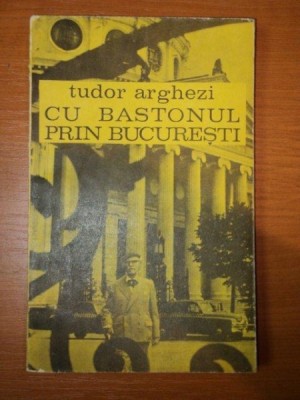 tudor arghezi
CU BASTONUL
PRIN BUCUREȘTI